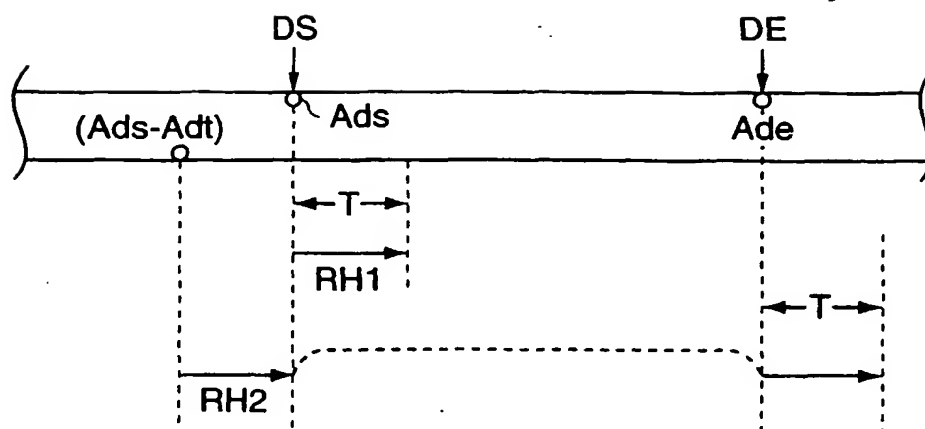 DS
DE
(Ads-Adt)
Ads
Ade
T
RH1
T
RH2